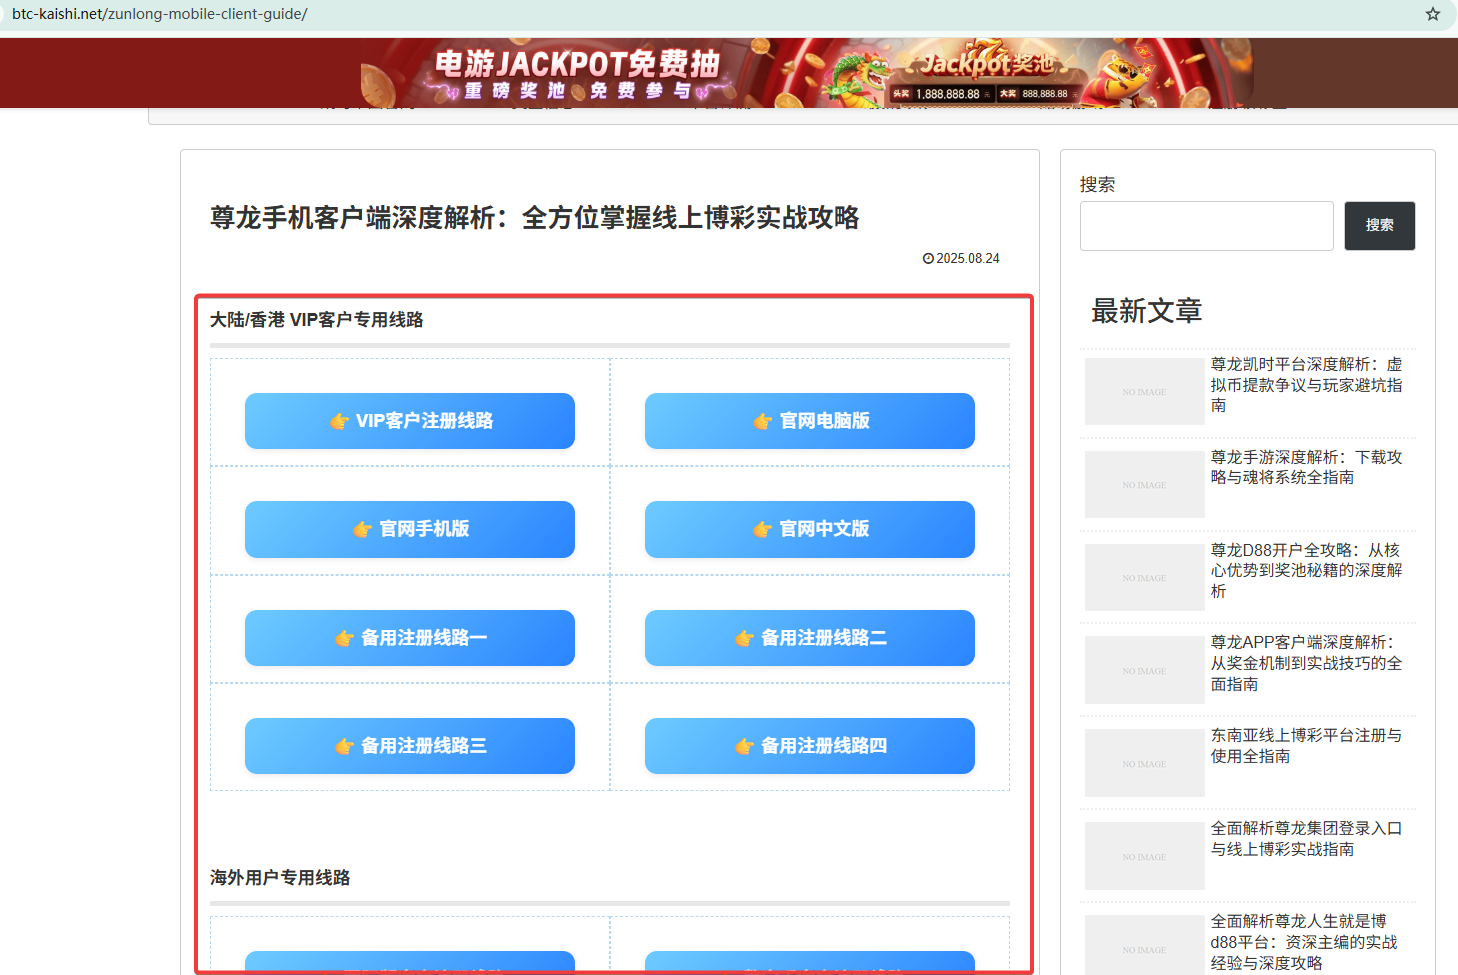 btc-kaishi.net/zunlong-mobile-client-guide/
电游JACKPOT免费抽
重磅奖池 免费参与
Jackpot奖池
头奖 1,888,888.88 元 大奖 888,888.88 元
尊龙手机客户端深度解析：全方位掌握线上博彩实战攻略
2025.08.24
大陆/香港 VIP客户专用线路
👉 VIP客户注册线路
👉 官网电脑版
👉 官网手机版
👉 官网中文版
👉 备用注册线路一
👉 备用注册线路二
👉 备用注册线路三
👉 备用注册线路四
海外用户专用线路
搜索
搜索
最新文章
NO IMAGE
尊龙凯时平台深度解析：虚
拟币提款争议与玩家避坑指
南
NO IMAGE
尊龙手游深度解析：下载攻
略与魂将系统全指南
NO IMAGE
尊龙D88开户全攻略：从核
心优势到奖池秘籍的深度解
析
NO IMAGE
尊龙APP客户端深度解析：
从奖金机制到实战技巧的全
面指南
NO IMAGE
东南亚线上博彩平台注册与
使用全指南
NO IMAGE
全面解析尊龙集团登录入口
与线上博彩实战指南
NO IMAGE
全面解析尊龙人生就是博
d88平台：资深主编的实战
经验与深度攻略